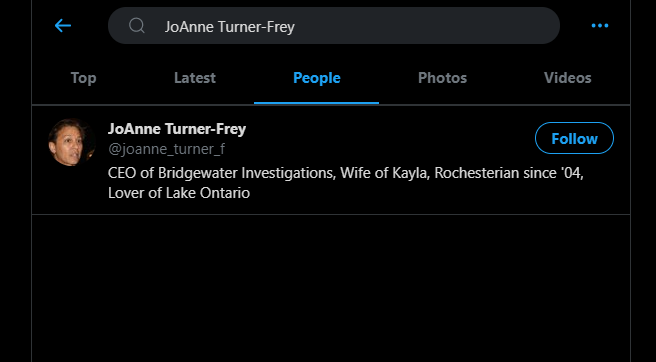 JoAnne Turner-Frey
Top Latest People Photos Videos
JoAnne Turner-Frey
@joanne_turner_f
Follow
CEO of Bridgewater Investigations, Wife of Kayla, Rochesterian since '04,
Lover of Lake Ontario